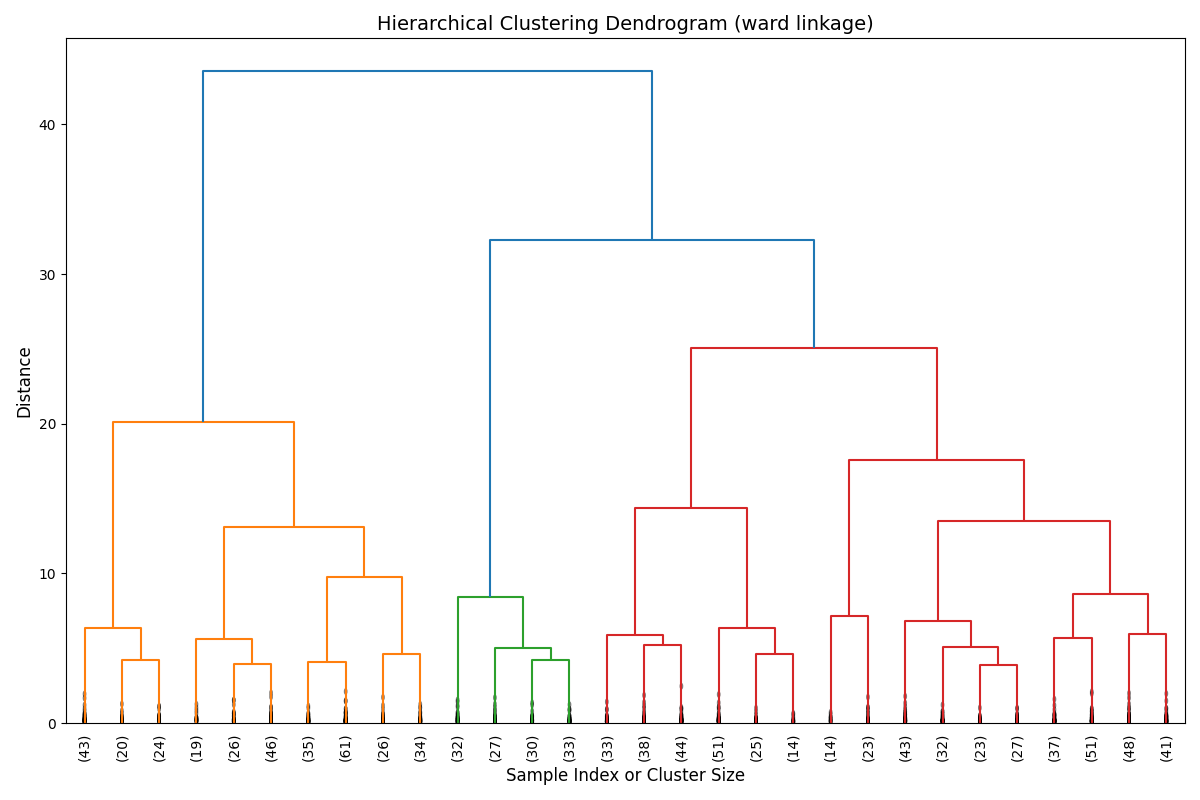 Hierarchical Clustering Dendrogram (ward linkage)
Distance
40
30
20
10
0
(43) (20) (24) (19) (26) (46) (35) (61) (26) (34) (32) (27) (30) (33) (33) (38) (44) (51) (25) (14) (14) (23) (43) (32) (23) (27) (37) (51) (48) (41)
Sample Index or Cluster Size